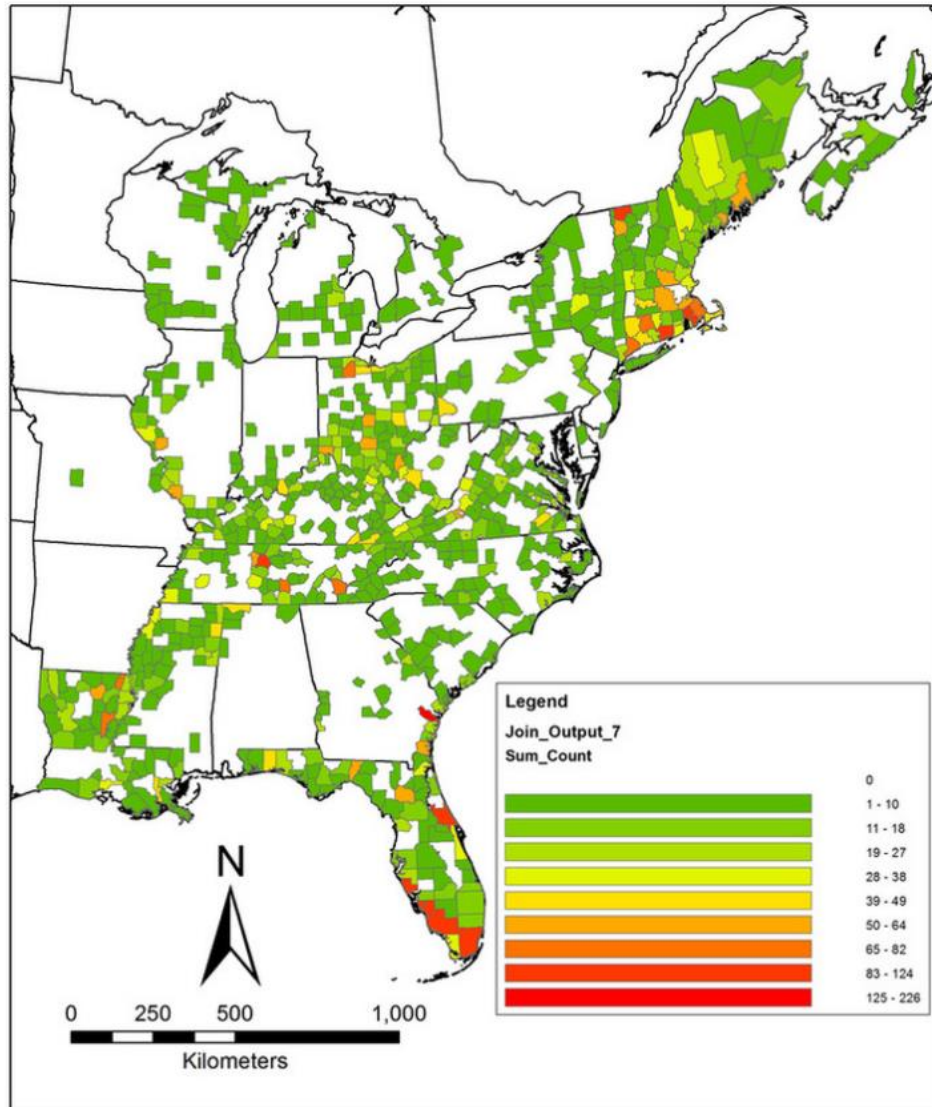 Legend
Join_Output_7
Sum_Count
0
1 - 10
11 - 18
19 - 27
28 - 38
39 - 49
50 - 64
65 - 82
83 - 124
125 - 226
N
0 250 500 1,000
Kilometers